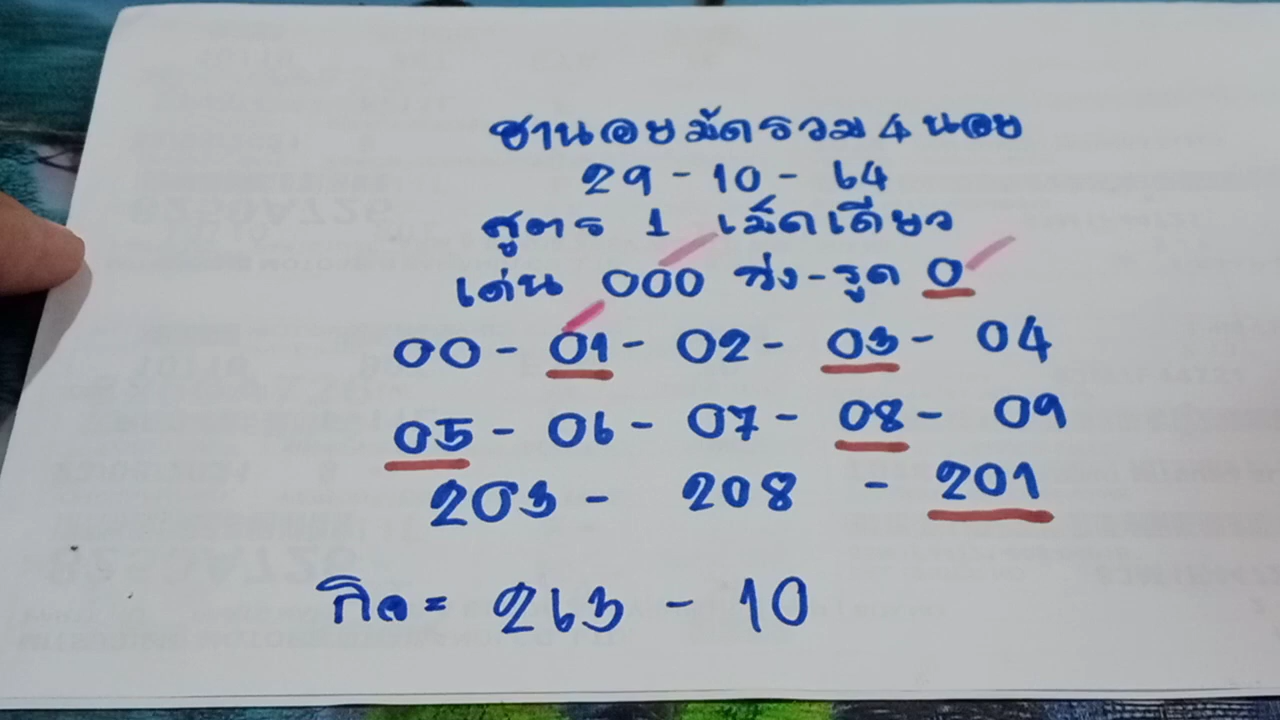 ฮานอยมัดรวม 4 นอย
29 - 10 - 64
สูตร 1 เม็ดเดียว
เด่น 000 ฟง - รูด 0
00 - 01 - 02 - 03 - 04
05 - 06 - 07 - 08 - 09
203 - 208 - 201
กิด = 263 - 10